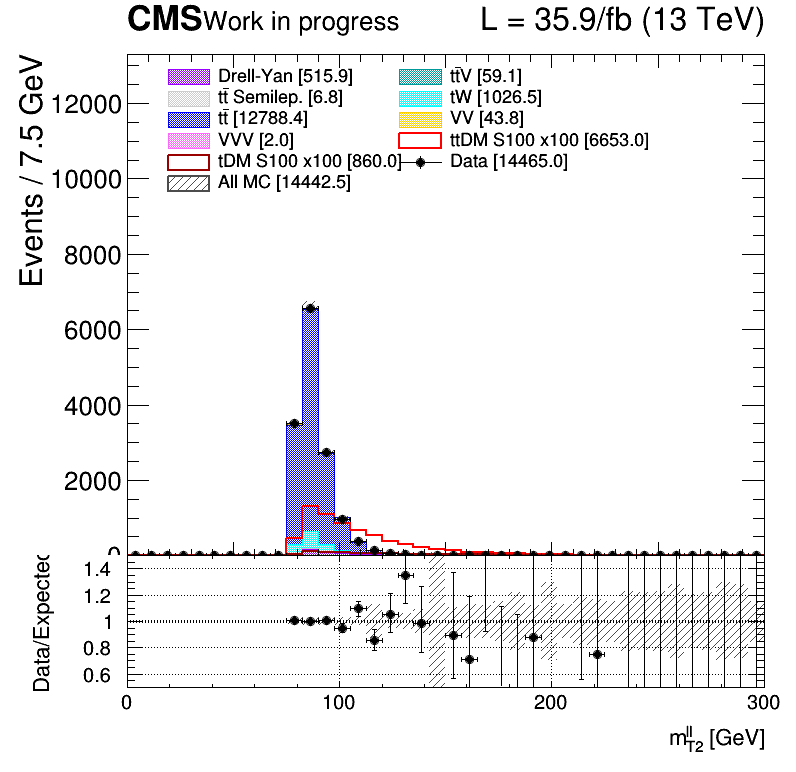 CMS Work in progress L = 35.9/fb (13 TeV)
Drell-Yan [515.9] tt̄V [59.1]
tt̄ Semilep. [6.8] tW [1026.5]
tt̄ [12788.4] VV [43.8]
VVV [2.0] ttDM S100 x100 [6653.0]
tDM S100 x100 [860.0] Data [14465.0]
All MC [14442.5]
Events / 7.5 GeV
12000
10000
8000
6000
4000
2000
0
Data/Expected
1.4
1.2
1
0.8
0.6
0 100 200 300
m^ll_T2 [GeV]